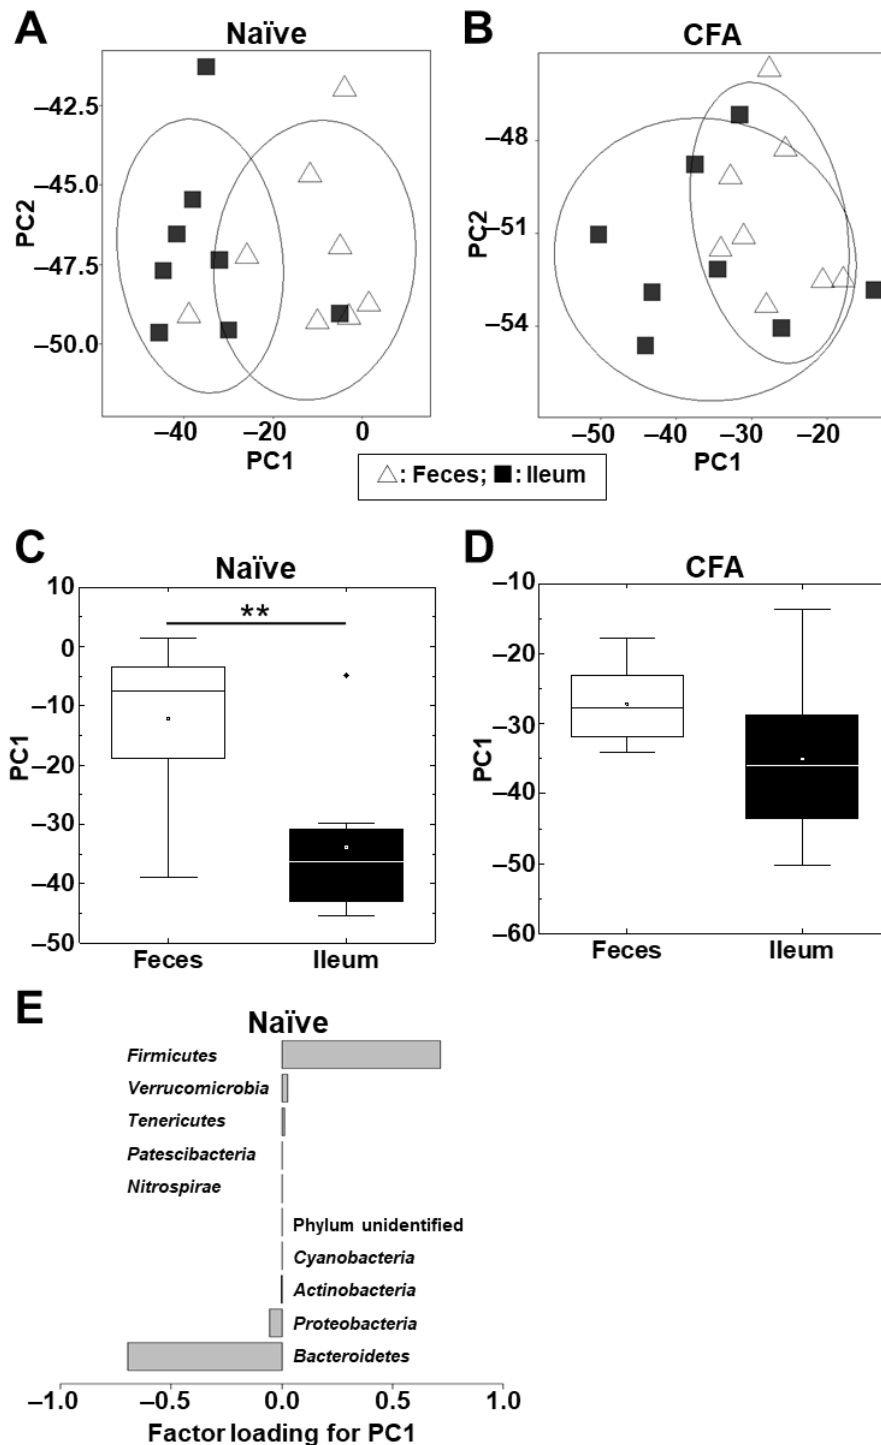 A
Naïve
–42.5
–45.0
–47.5
–50.0
PC2
–40
–20
0
PC1
B
CFA
–48
–51
–54
PC2
–50
–40
–30
–20
PC1
△: Feces; ■: Ileum
C
Naïve
**
10
0
–10
–20
–30
–40
–50
PC1
Feces
Ileum
D
CFA
–10
–20
–30
–40
–50
–60
PC1
Feces
Ileum
E
Naïve
Firmicutes
Verrucomicrobia
Tenericutes
Patescibacteria
Nitrospirae
Phylum unidentified
Cyanobacteria
Actinobacteria
Proteobacteria
Bacteroidetes
–1.0
–0.5
0.0
0.5
1.0
Factor loading for PC1